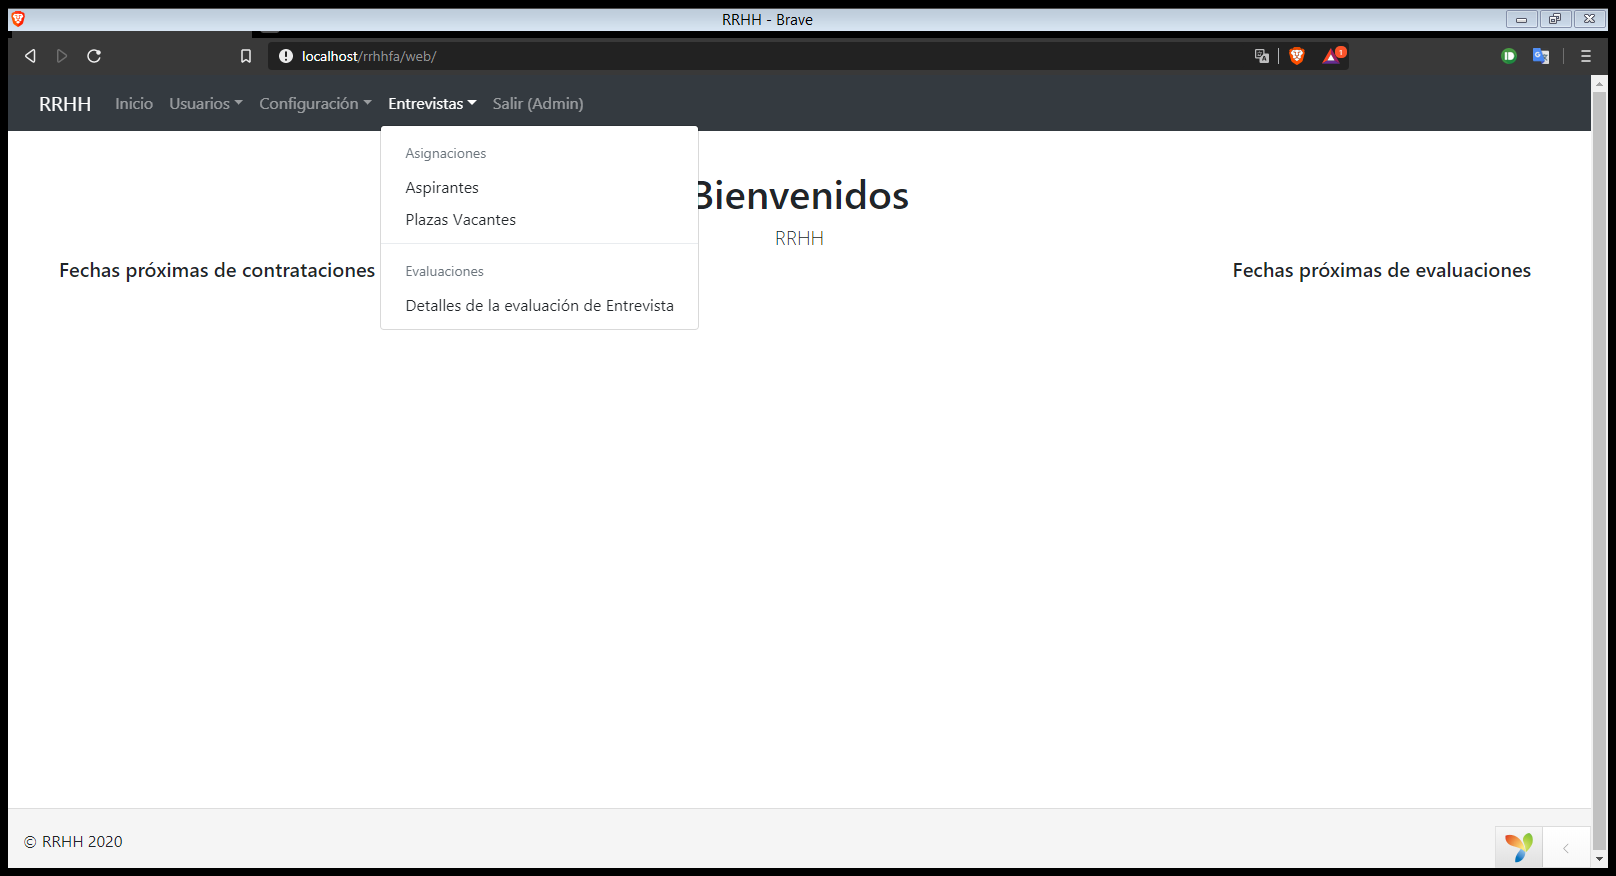 RRHH - Brave
localhost/rrhhfa/web/
1
RRHH Inicio Usuarios Configuración Entrevistas Salir (Admin)
Asignaciones
Aspirantes
Plazas Vacantes
Evaluaciones
Detalles de la evaluación de Entrevista
Bienvenidos
RRHH
Fechas próximas de contrataciones
Fechas próximas de evaluaciones
© RRHH 2020